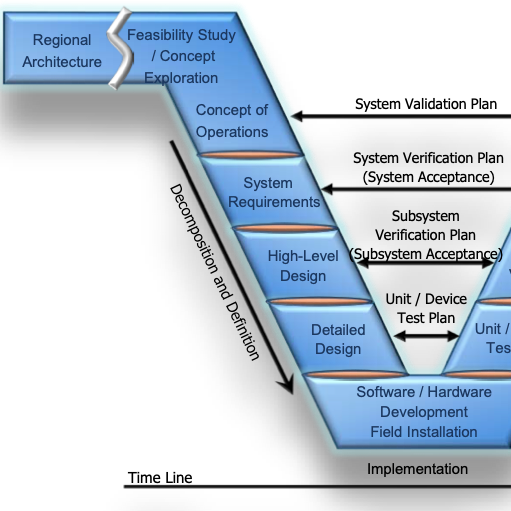 Regional
Architecture
Feasibility Study
/ Concept
Exploration
Concept of
Operations
System Validation Plan
System
Requirements
System Verification Plan
(System Acceptance)
High-Level
Design
Subsystem
Verification Plan
(Subsystem Acceptance)
Detailed
Design
Unit / Device
Test Plan
Unit /
Tes
Decomposition and Definition
Software / Hardware
Development
Field Installation
Implementation
Time Line